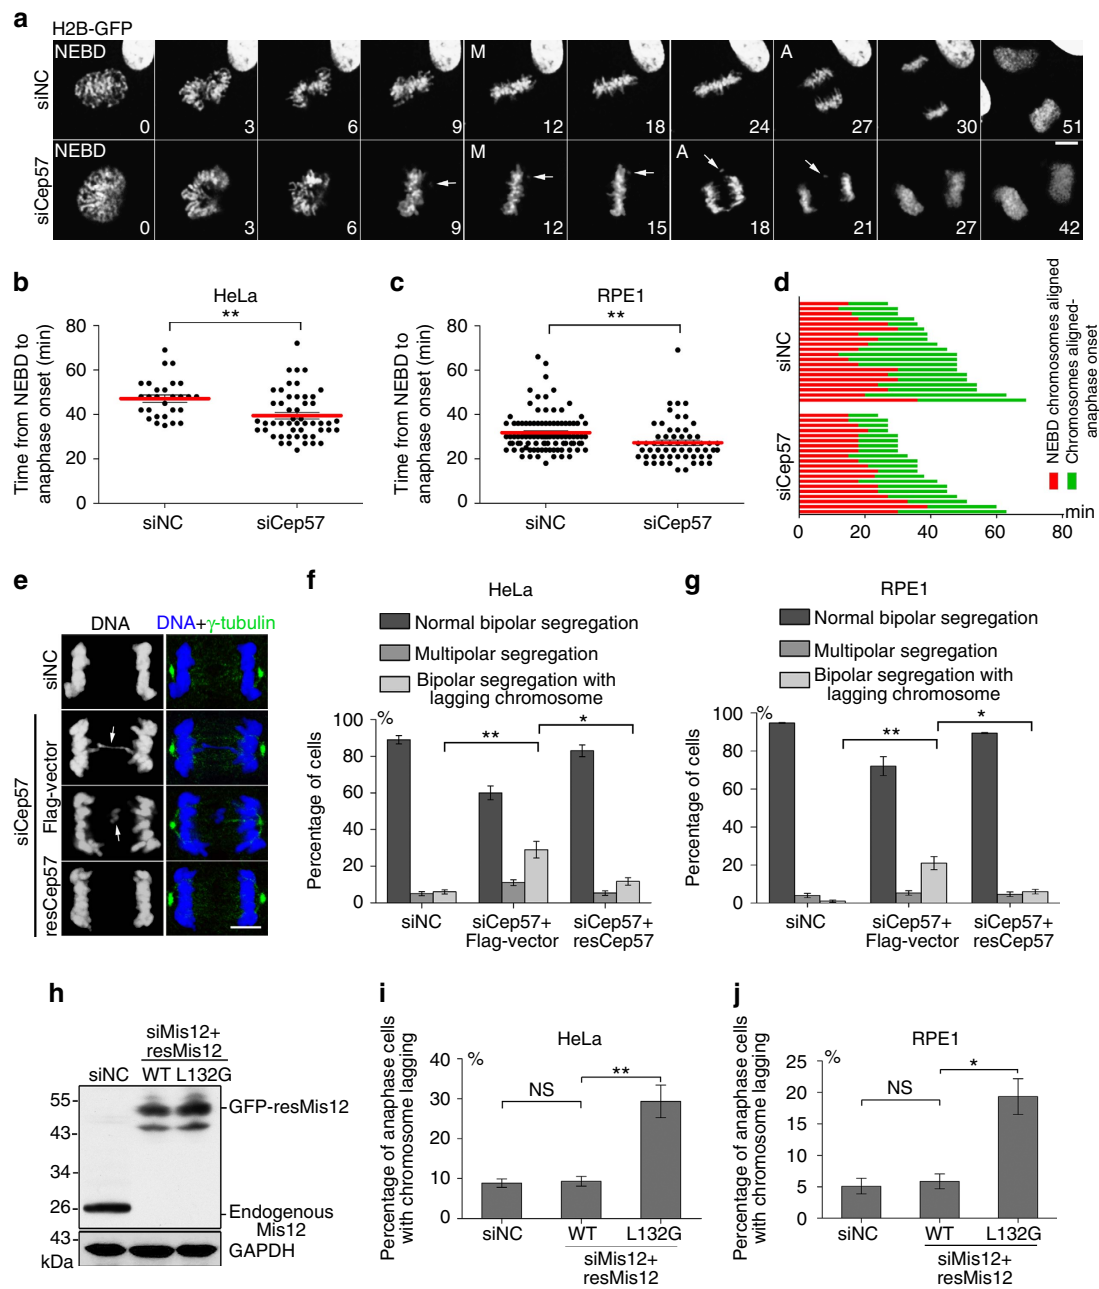 a
H2B-GFP
siNC
NEBD
M
A
0 3 6 9 12 18 24 27 30 51
siCep57
NEBD
M
A
0 3 6 9 12 15 18 21 27 42
b
HeLa
**
Time from NEBD to
anaphase onset (min)
80
60
40
20
0
siNC siCep57
c
RPE1
**
Time from NEBD to
anaphase onset (min)
80
60
40
20
0
siNC siCep57
d
siNC
siCep57
0 20 40 60 80
min
NEBD chromosomes aligned
Chromes aligned-
anaphase onset
e
DNA DNA+γ-tubulin
siNC
siCep57
Flag-vector
resCep57
f
HeLa
Normal bipolar segregation
Multipolar segregation
Bipolar segregation with
lagging chromosome
Percentage of cells
%
100
80
60
40
20
0
**
*
siNC siCep57+ siCep57+
Flag-vector resCep57
g
RPE1
Normal bipolar segregation
Multipolar segregation
Bipolar segregation with
lagging chromosome
Percentage of cells
%
100
80
60
40
20
0
**
*
siNC siCep57+ siCep57+
Flag-vector resCep57
h
siMis12+
resMis12
siNC WT L132G
55
43
34
26
43
kDa
GFP-resMis12
Endogenous
Mis12
GAPDH
i
HeLa
Percentage of anaphase cells
with chromosome lagging
%
40
30
20
10
0
NS
**
siNC WT L132G
siMis12+
resMis12
j
RPE1
Percentage of anaphase cells
with chromosome lagging
%
25
20
15
10
5
0
NS
*
siNC WT L132G
siMis12+
resMis12